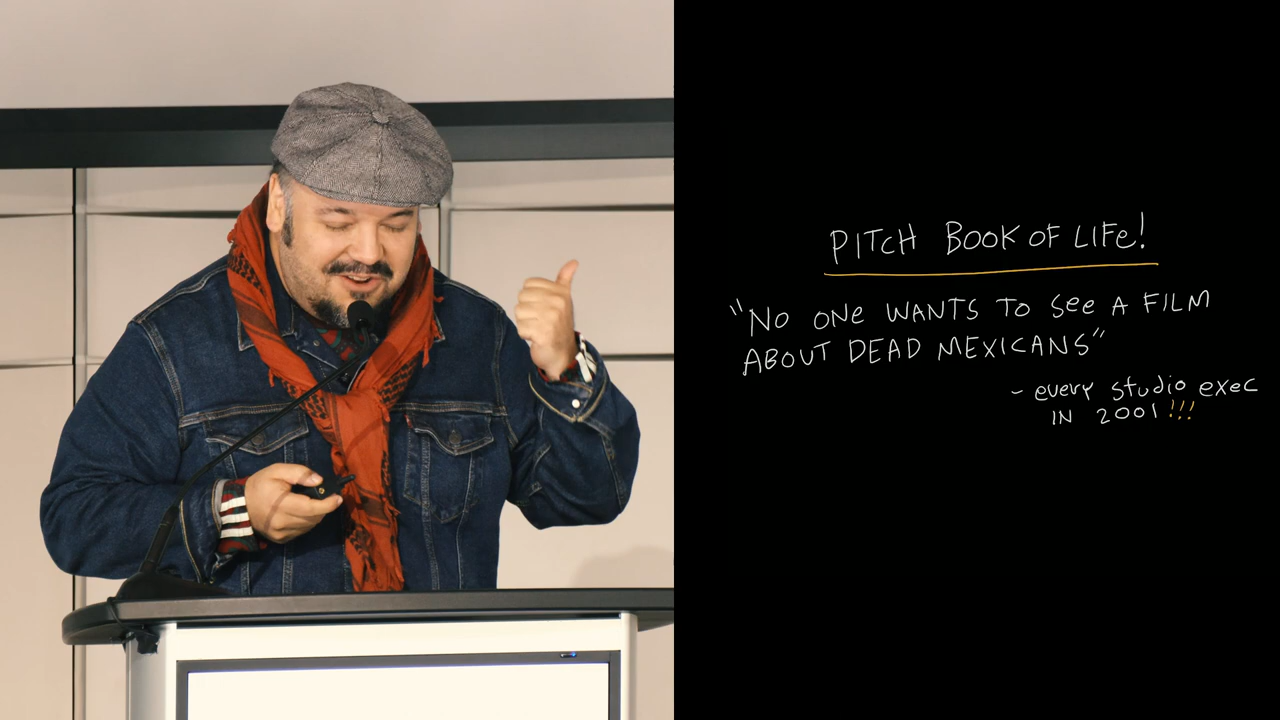 PITCH BOOK OF LIFE!
"NO ONE WANTS TO SEE A FILM
ABOUT DEAD MEXICANS"
- EVERY STUDIO EXEC
IN 2001!!!